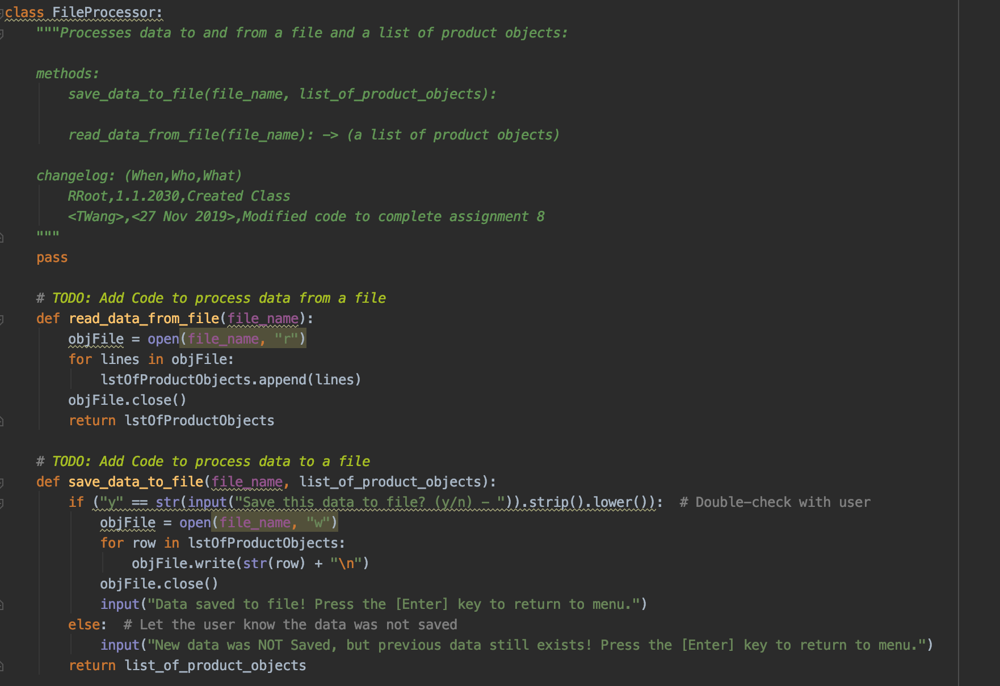 class FileProcessor:
    """Processes data to and from a file and a list of product objects:

    methods:
        save_data_to_file(file_name, list_of_product_objects):

        read_data_from_file(file_name): -> (a list of product objects)

    changelog: (When,Who,What)
        RRoot,1.1.2030,Created Class
        <TWang>,<27 Nov 2019>,Modified code to complete assignment 8
    """
    pass

    # TODO: Add Code to process data from a file
    def read_data_from_file(file_name):
        objFile = open(file_name, "r")
        for lines in objFile:
            lstOfProductObjects.append(lines)
        objFile.close()
        return lstOfProductObjects

    # TODO: Add Code to process data to a file
    def save_data_to_file(file_name, list_of_product_objects):
        if ("y" == str(input("Save this data to file? (y/n) - ")).strip().lower()):  # Double-check with user
            objFile = open(file_name, "w")
            for row in lstOfProductObjects:
                objFile.write(str(row) + "\n")
            objFile.close()
            input("Data saved to file! Press the [Enter] key to return to menu.")
        else:  # Let the user know the data was not saved
            input("New data was NOT Saved, but previous data still exists! Press the [Enter] key to return to menu.")
        return list_of_product_objects